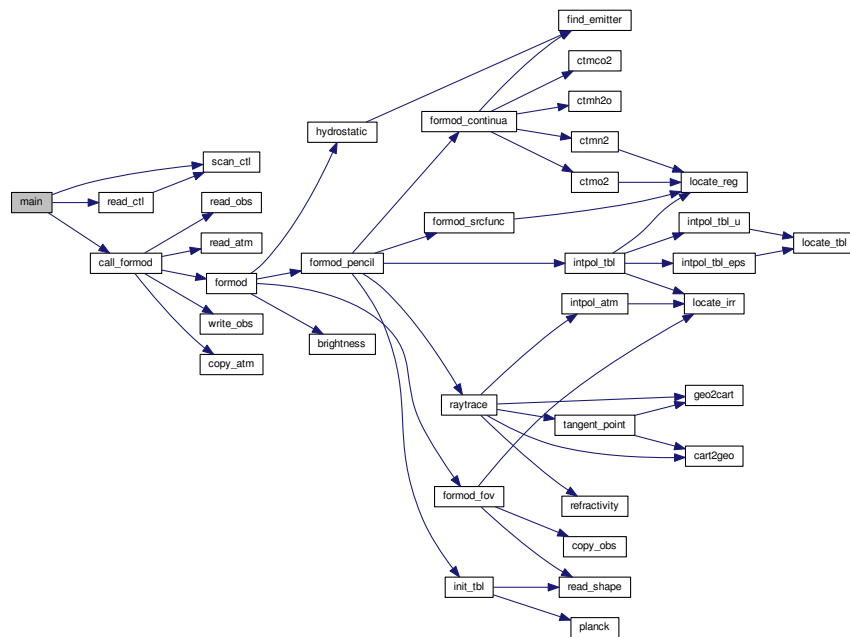 main
scan_ctl
read_ctl
call_formod
read_obs
read_atm
formod
write_obs
copy_atm
hydrostatic
formod_pencil
brightness
find_emitter
formod_continua
ctmco2
ctmh2o
ctmn2
ctmo2
formod_srcfunc
intpol_tbl
locate_reg
intpol_tbl_u
intpol_tbl_eps
locate_tbl
intpol_atm
locate_irr
raytrace
geo2cart
tangent_point
cart2geo
refractivity
formod_fov
copy_obs
init_tbl
read_shape
planck